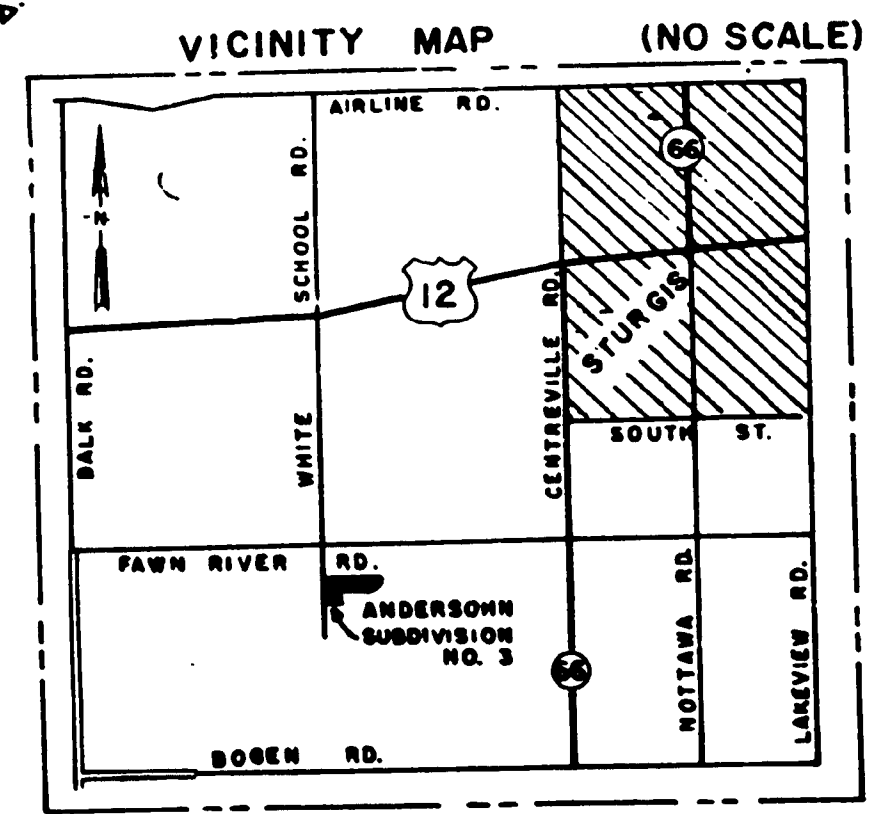 VICINITY MAP (NO SCALE)
AIRLINE RD.
66
-N-
WHITE SCHOOL RD.
12
STURGIS
BALK RD.
CENTREVILLE RD.
SOUTH ST.
FAWN RIVER RD.
ANDERSOHN
SUBDIVISION
NO. 3
66
NOTTAWA RD.
LAKEVIEW RD.
BOGEN RD.